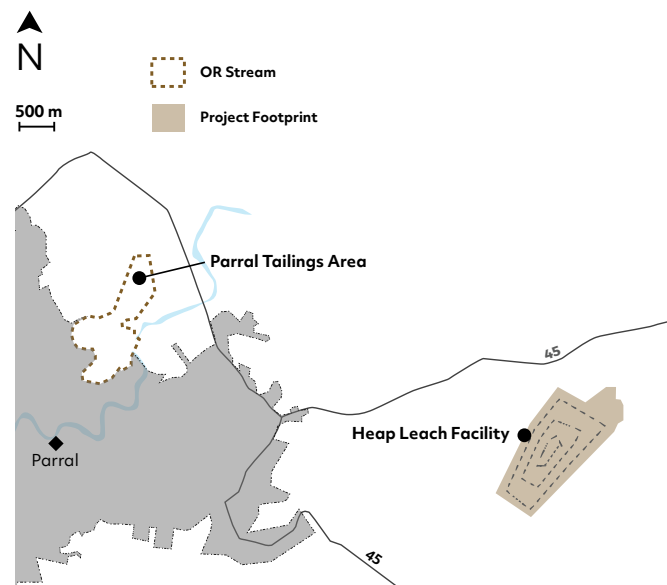 N
500 m
OR Stream
Project Footprint
Parral Tailings Area
45
Heap Leach Facility
Parral
45